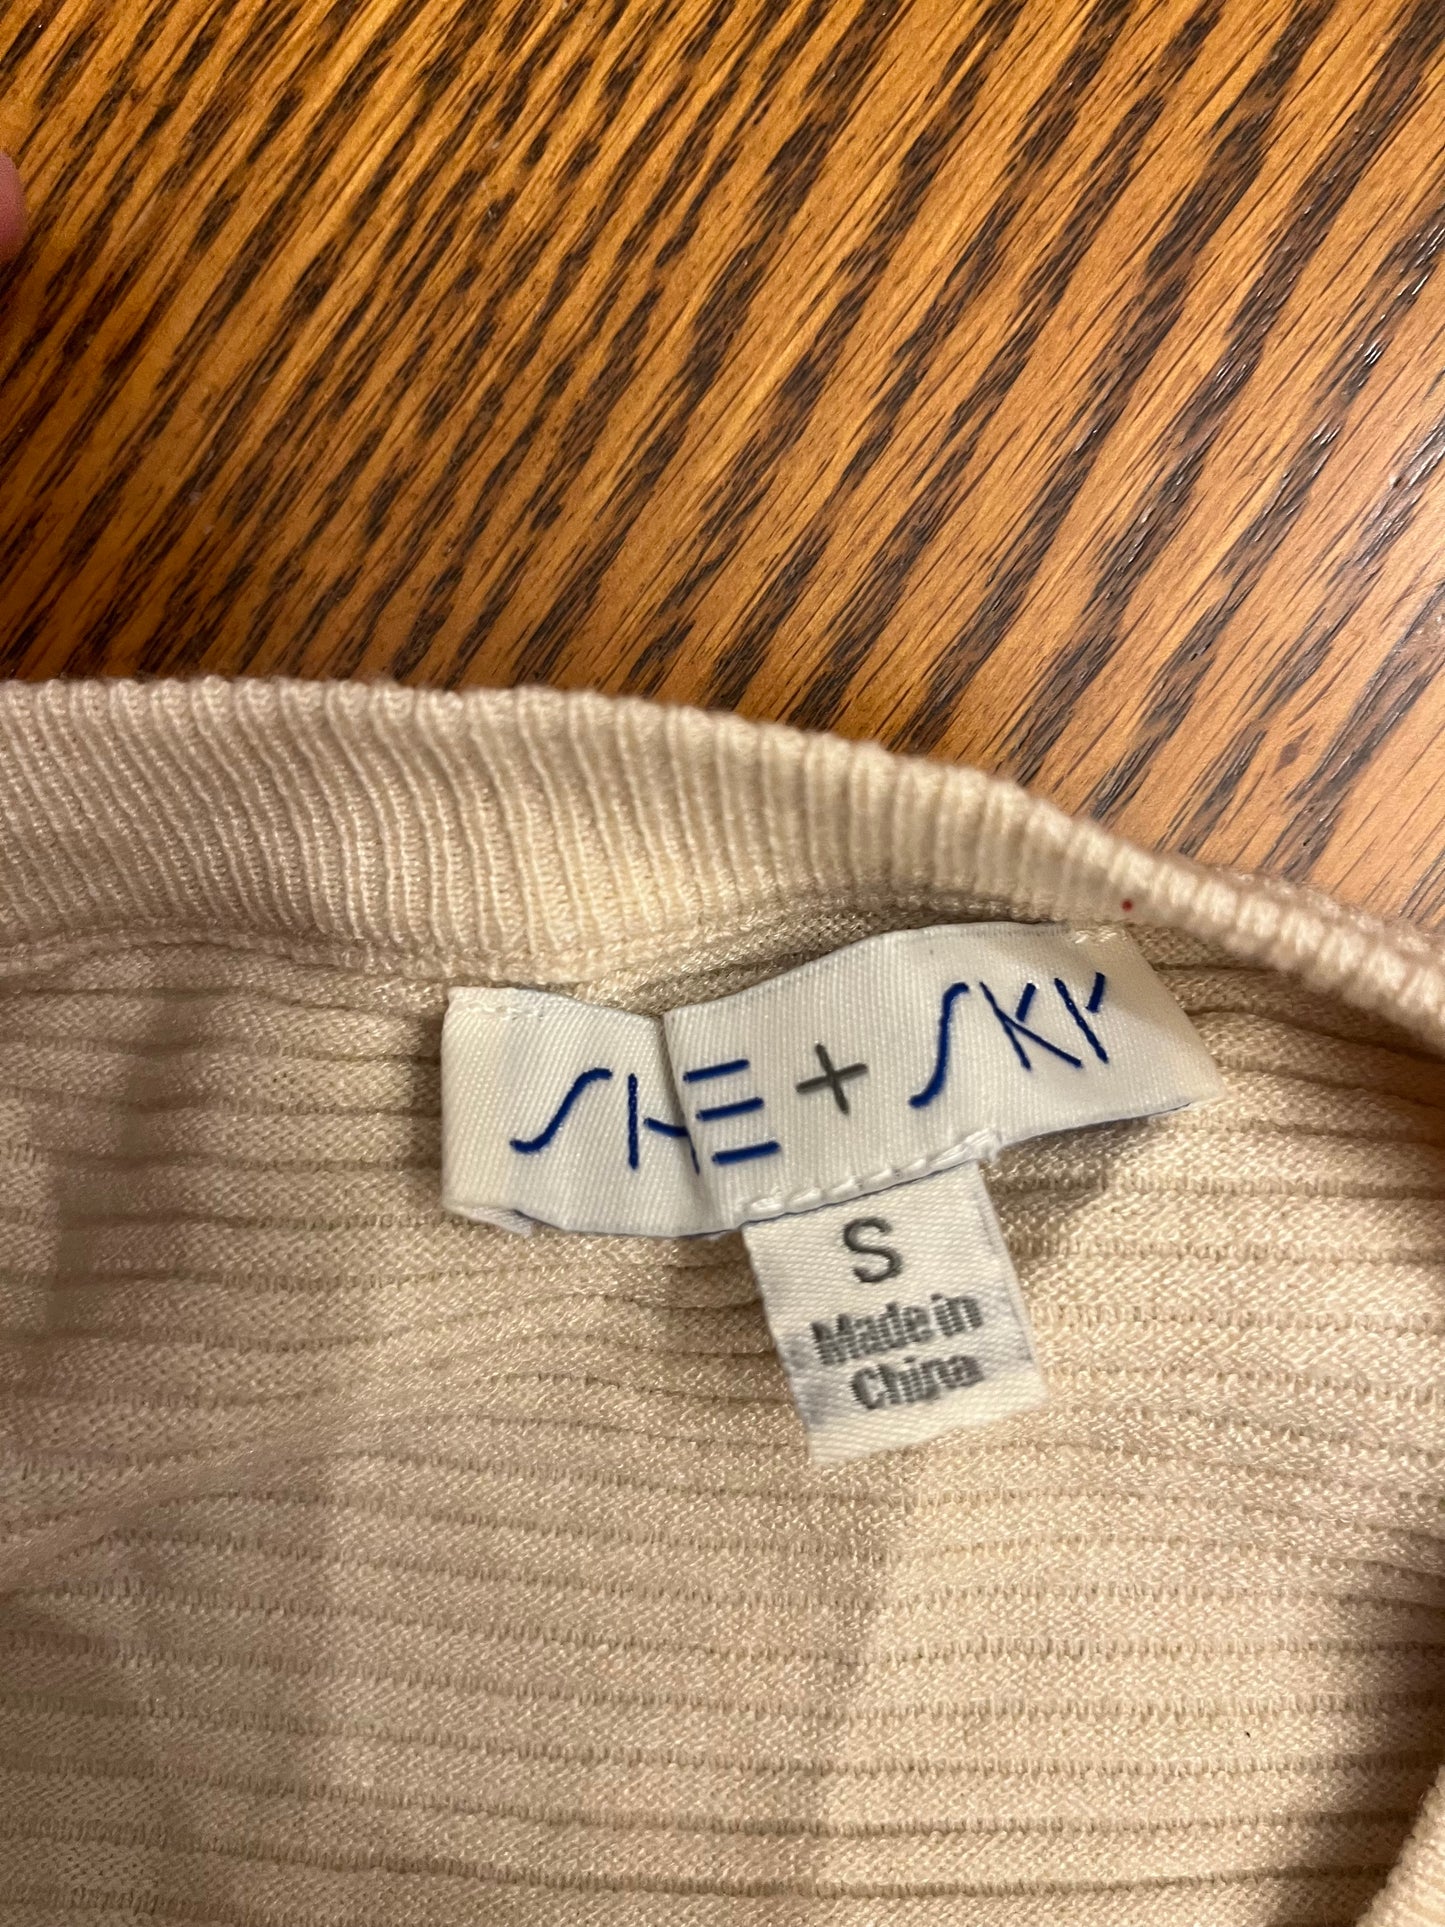 SHE + SKY
S
Made in
China